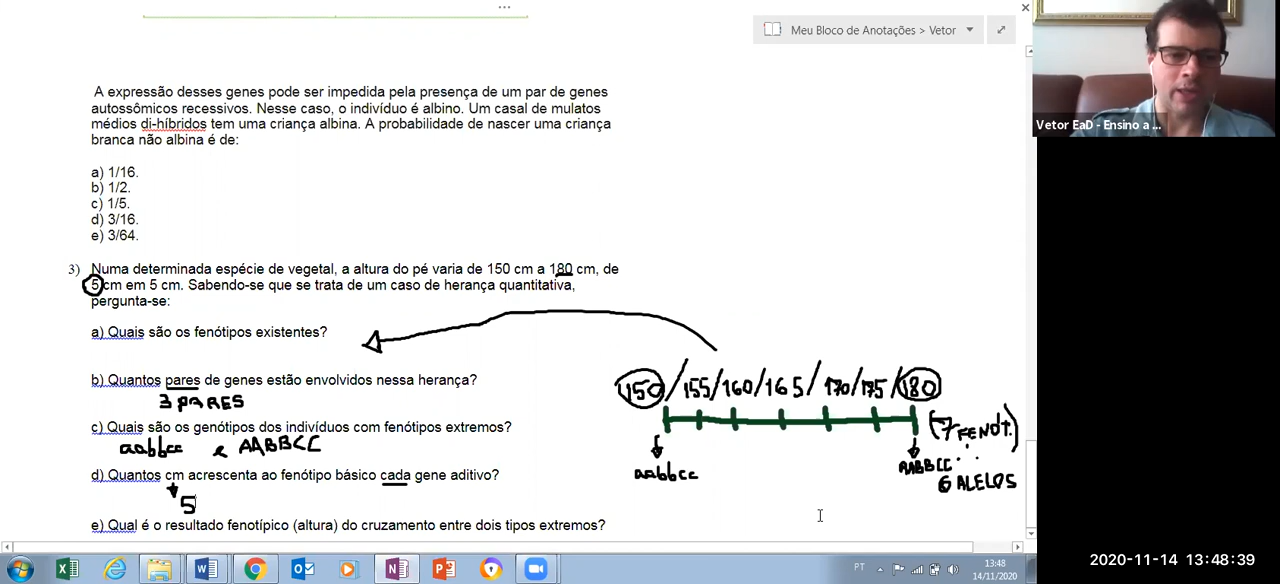 Meu Bloco de Anotações > Vetor
Vetor EaD - Ensino a ...
A expressão desses genes pode ser impedida pela presença de um par de genes
autossômicos recessivos. Nesse caso, o indivíduo é albino. Um casal de mulatos
médios di-híbridos tem uma criança albina. A probabilidade de nascer uma criança
branca não albina é de:
a) 1/16.
b) 1/2.
c) 1/5.
d) 3/16.
e) 3/64.
3) Numa determinada espécie de vegetal, a altura do pé varia de 150 cm a 180 cm, de
5 cm em 5 cm. Sabendo-se que se trata de um caso de herança quantitativa,
pergunta-se:
a) Quais são os fenótipos existentes?
150 / 155 / 160 / 165 / 170 / 175 / 180
b) Quantos pares de genes estão envolvidos nessa herança?
3 PARES
(7 FENÓT.)
c) Quais são os genótipos dos indivíduos com fenótipos extremos?
aabbcc e AABBCC
aabbcc
AABBCC
6 ALELOS
d) Quantos cm acrescenta ao fenótipo básico cada gene aditivo?
5
e) Qual é o resultado fenotípico (altura) do cruzamento entre dois tipos extremos?
PT
13:48
14/11/2020
2020-11-14 13:48:39